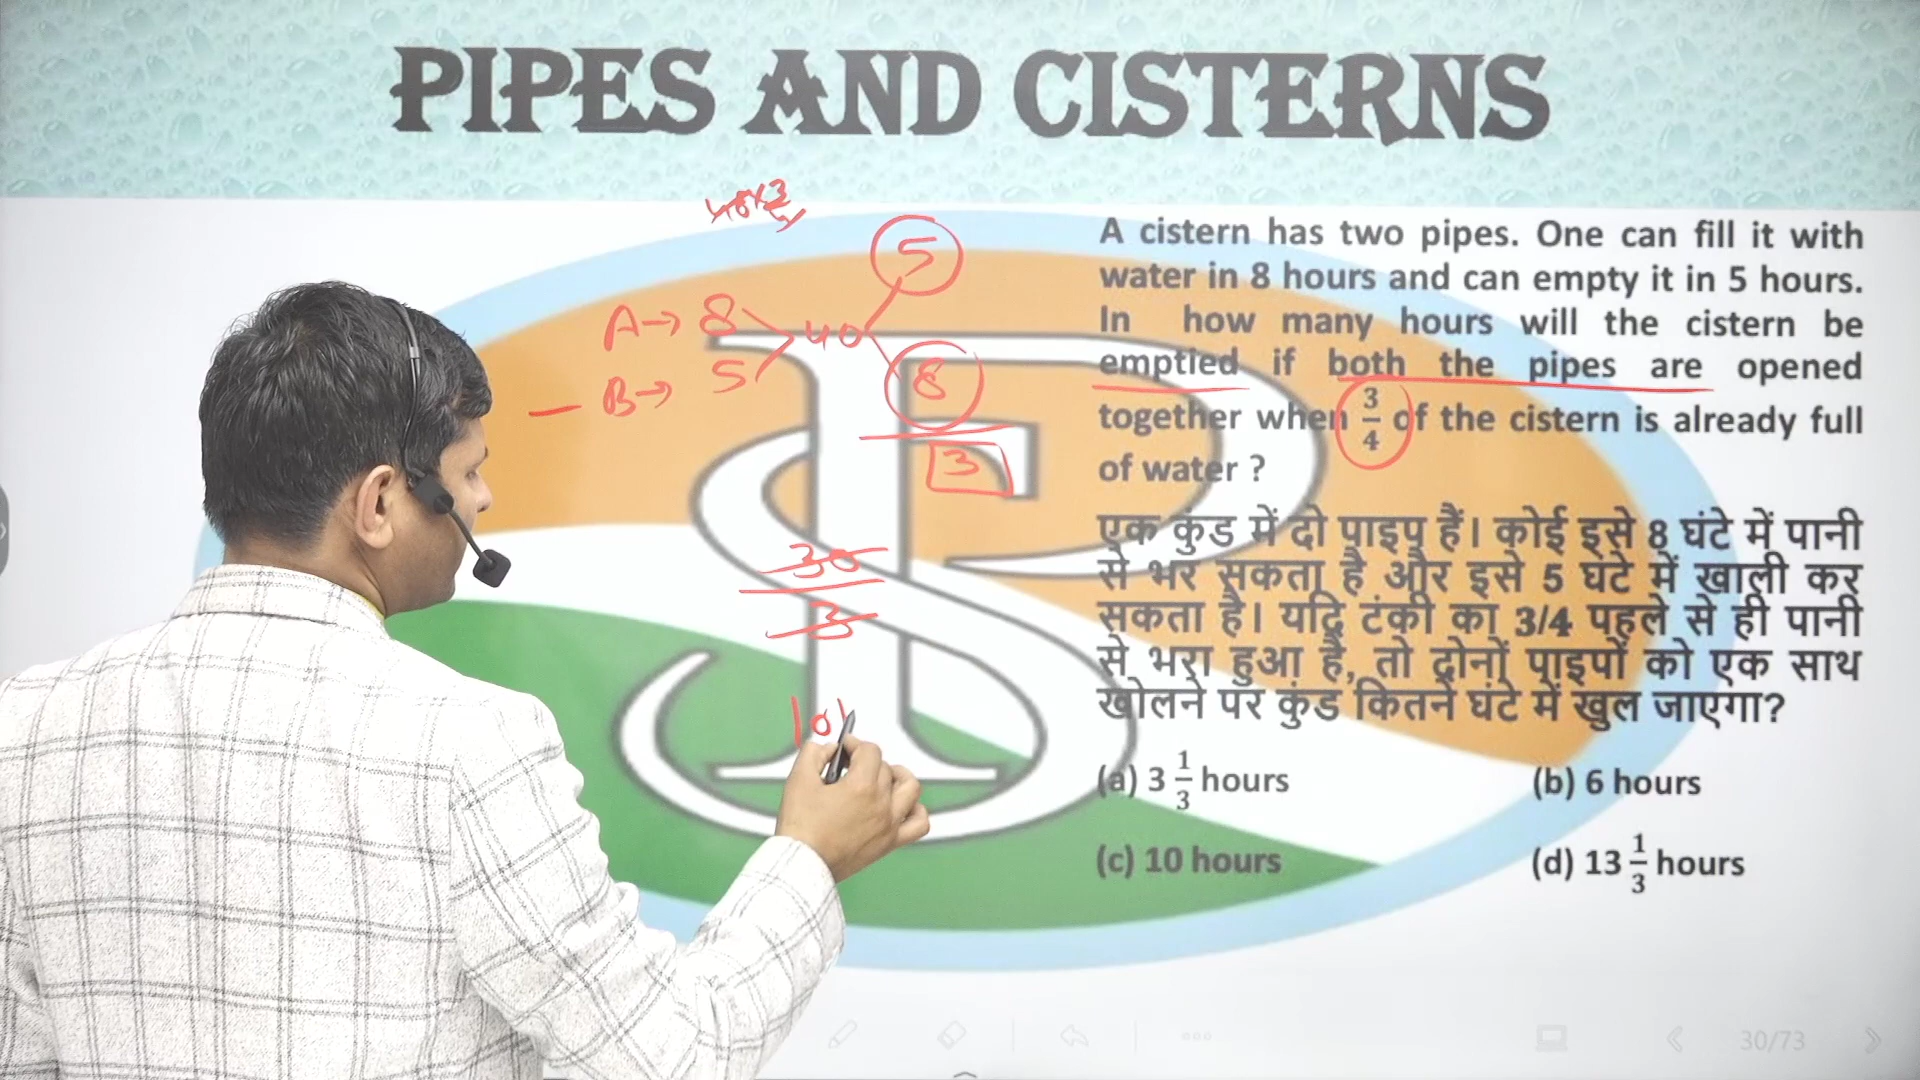 PIPES AND CISTERNS
40×3
4
5
A → 8
40
– B → 5
8
3
30
3
10h
A cistern has two pipes. One can fill it with
water in 8 hours and can empty it in 5 hours.
In how many hours will the cistern be
emptied if both the pipes are opened
together when 3/4 of the cistern is already full
of water ?
एक कुंड में दो पाइप हैं। कोई इसे 8 घंटे में पानी
से भर सकता है और इसे 5 घंटे में खाली कर
सकता है। यदि टंकी का 3/4 पहले से ही पानी
से भरा हुआ है, तो दोनों पाइपों को एक साथ
खोलने पर कुंड कितने घंटे में खुल जाएगा?
(a) 3 1/3 hours
(b) 6 hours
(c) 10 hours
(d) 13 1/3 hours
30/73